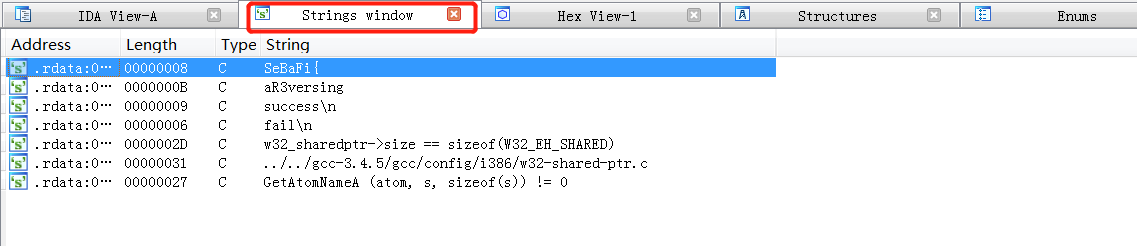 IDA View-A Strings window Hex View-1 Structures Enums
Address Length Type String
.rdata:0… 00000008 C SeBaFi{
.rdata:0… 0000000B C aR3versing
.rdata:0… 00000009 C success\n
.rdata:0… 00000006 C fail\n
.rdata:0… 0000002D C w32_sharedptr->size == sizeof(W32_EH_SHARED)
.rdata:0… 00000031 C ../../gcc-3.4.5/gcc/config/i386/w32-shared-ptr.c
.rdata:0… 00000027 C GetAtomNameA (atom, s, sizeof(s)) != 0